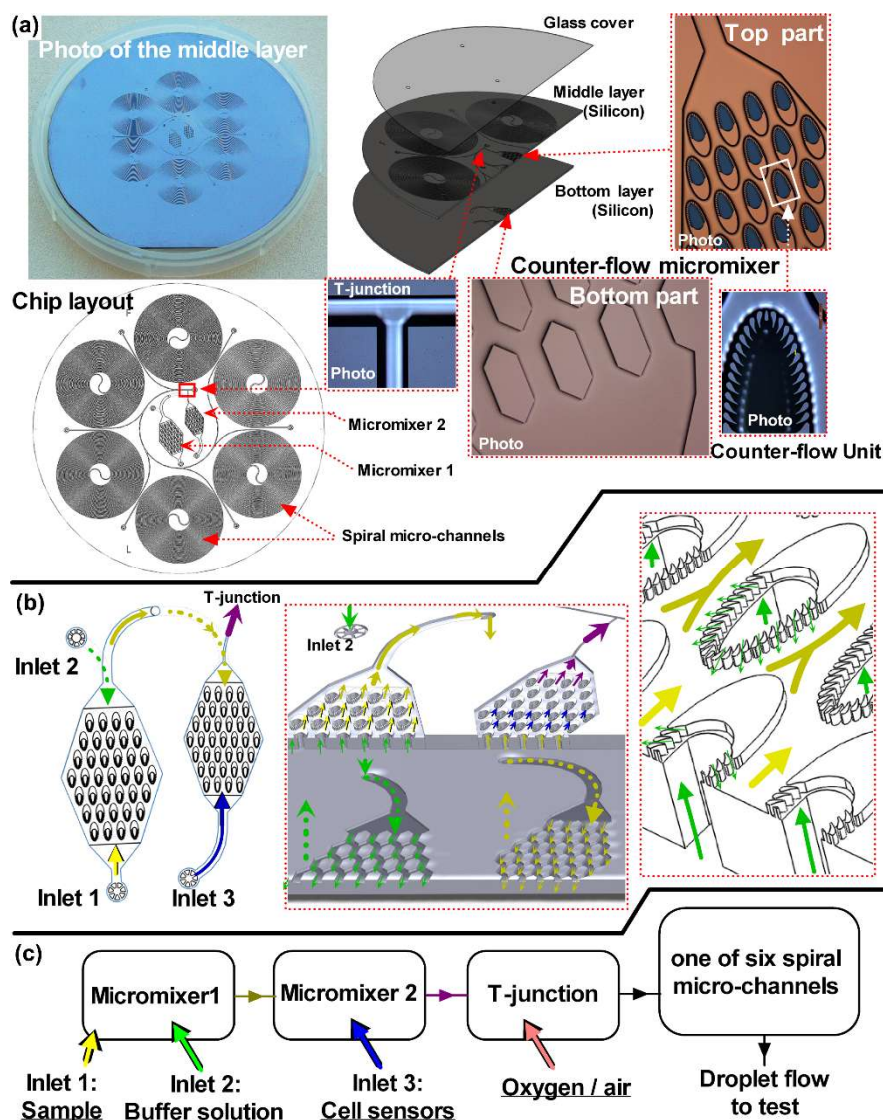 (a)
Photo of the middle layer
Glass cover
Middle layer
(Silicon)
Bottom layer
(Silicon)
Top part
Photo
Counter-flow micromixer
T-junction
Photo
Bottom part
Photo
Photo
Counter-flow Unit
Chip layout
F
L
Micromixer 2
Micromixer 1
Spiral micro-channels
(b)
T-junction
Inlet 2
Inlet 1
Inlet 3
Inlet 2
(c)
Micromixer1
Micromixer 2
T-junction
one of six spiral
micro-channels
Inlet 1:
Sample
Inlet 2:
Buffer solution
Inlet 3:
Cell sensors
Oxygen / air
Droplet flow
to test